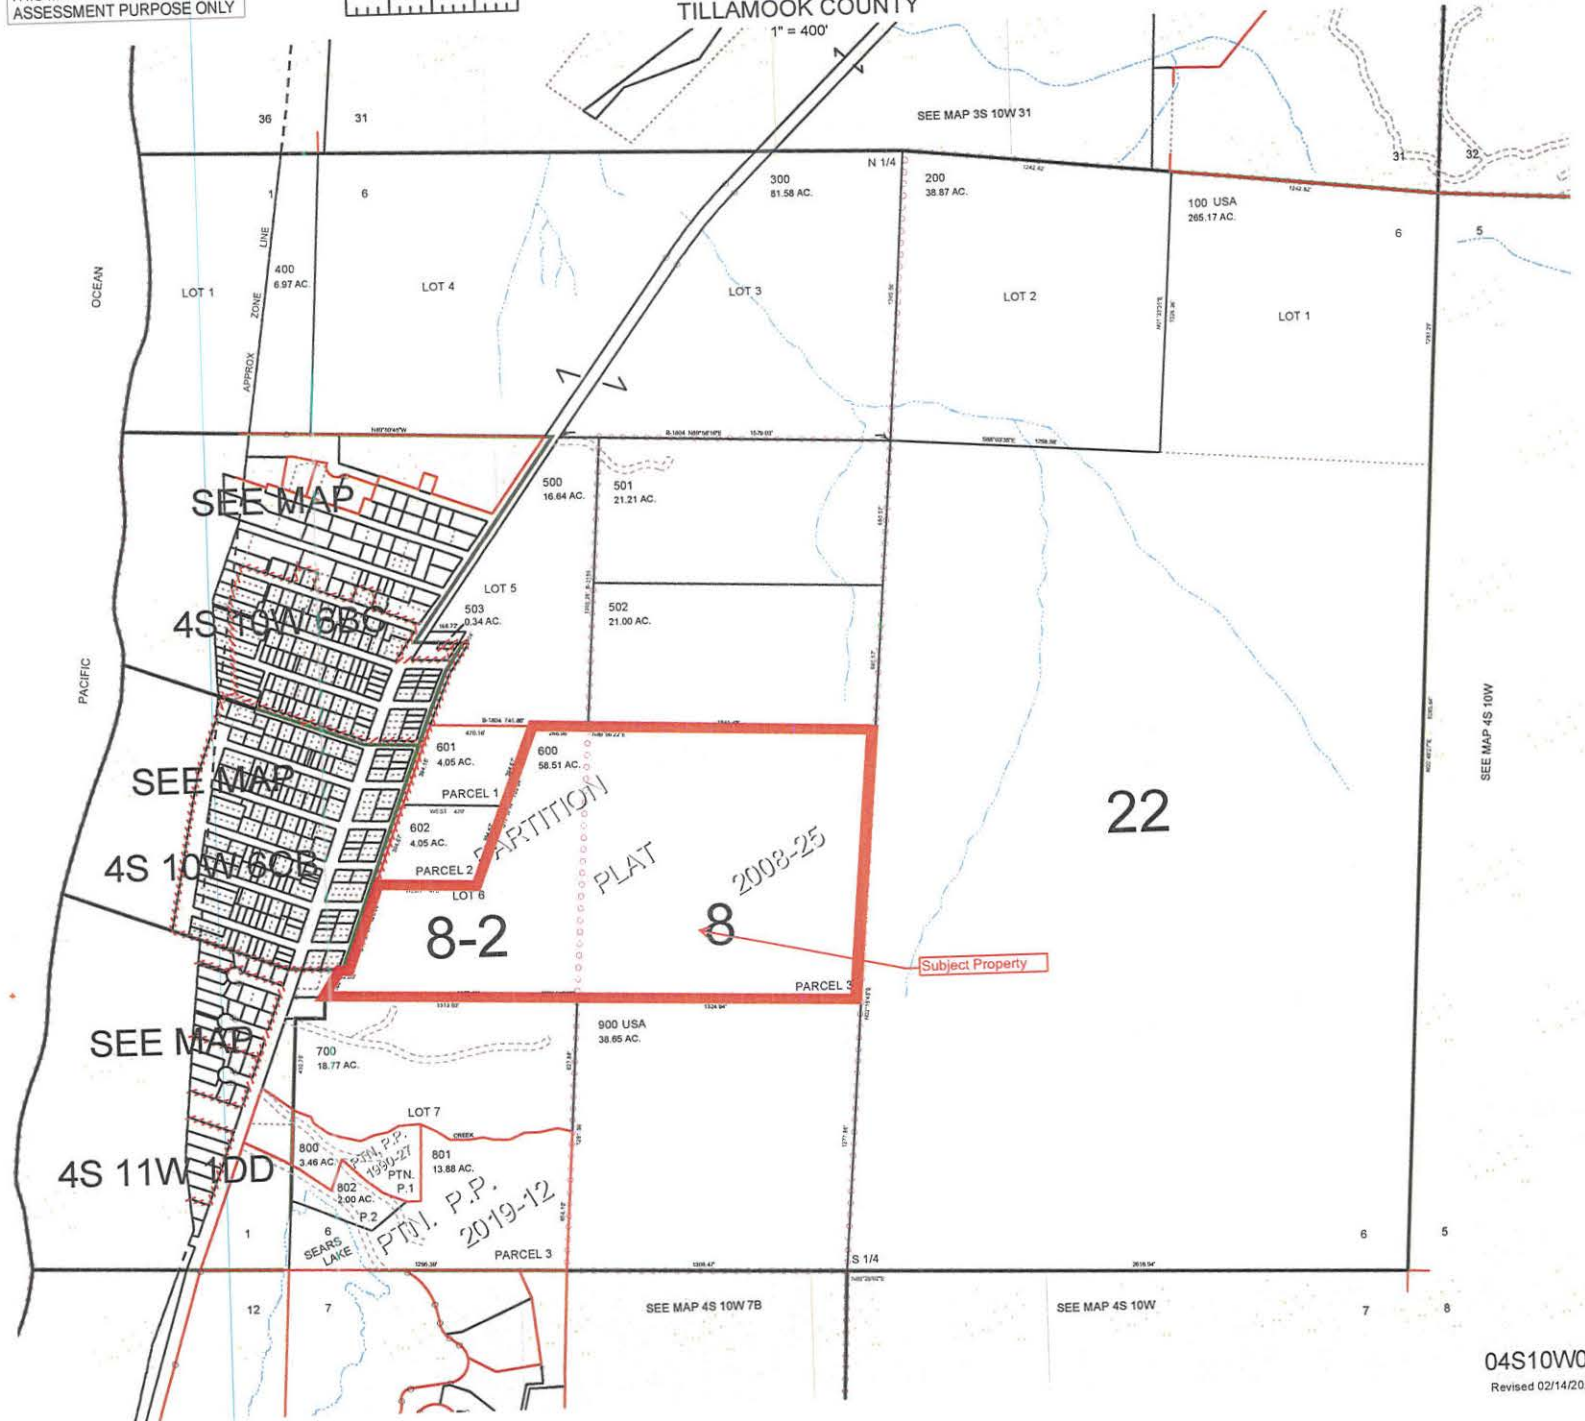 ASSESSMENT PURPOSE ONLY
TILLAMOOK COUNTY
1" = 400'
SEE MAP 3S 10W 31
36
31
31
32
N 1/4
300
81.58 AC.
200
38.87 AC.
100 USA
265.17 AC.
1
6
6
5
OCEAN
400
6.97 AC.
LOT 1
LOT 4
LOT 3
LOT 2
LOT 1
APPROX ZONE LINE
500
16.64 AC.
501
21.21 AC.
SEE MAP
4S 10W 6BC
LOT 5
503
0.34 AC.
502
21.00 AC.
PACIFIC
SEE MAP 4S 10W
601
4.05 AC.
PARCEL 1
600
58.51 AC.
SEE MAP
4S 10W 6CB
602
4.05 AC.
PARCEL 2
PARTITION
PLAT
2008-25
22
LOT 6
8-2
8
Subject Property
PARCEL 3
SEE MAP
4S 11W 1DD
700
18.77 AC.
900 USA
38.65 AC.
LOT 7
CREEK
800
3.46 AC.
PTN. P.P.
1990-27
PTN.
P.1
801
13.88 AC.
802
2.00 AC.
P.2
PTN. P.P.
2019-12
PARCEL 3
1
6
SEARS
LAKE
S 1/4
6
5
12
7
SEE MAP 4S 10W 7B
SEE MAP 4S 10W
7
8
04S10W0
Revised 02/14/20